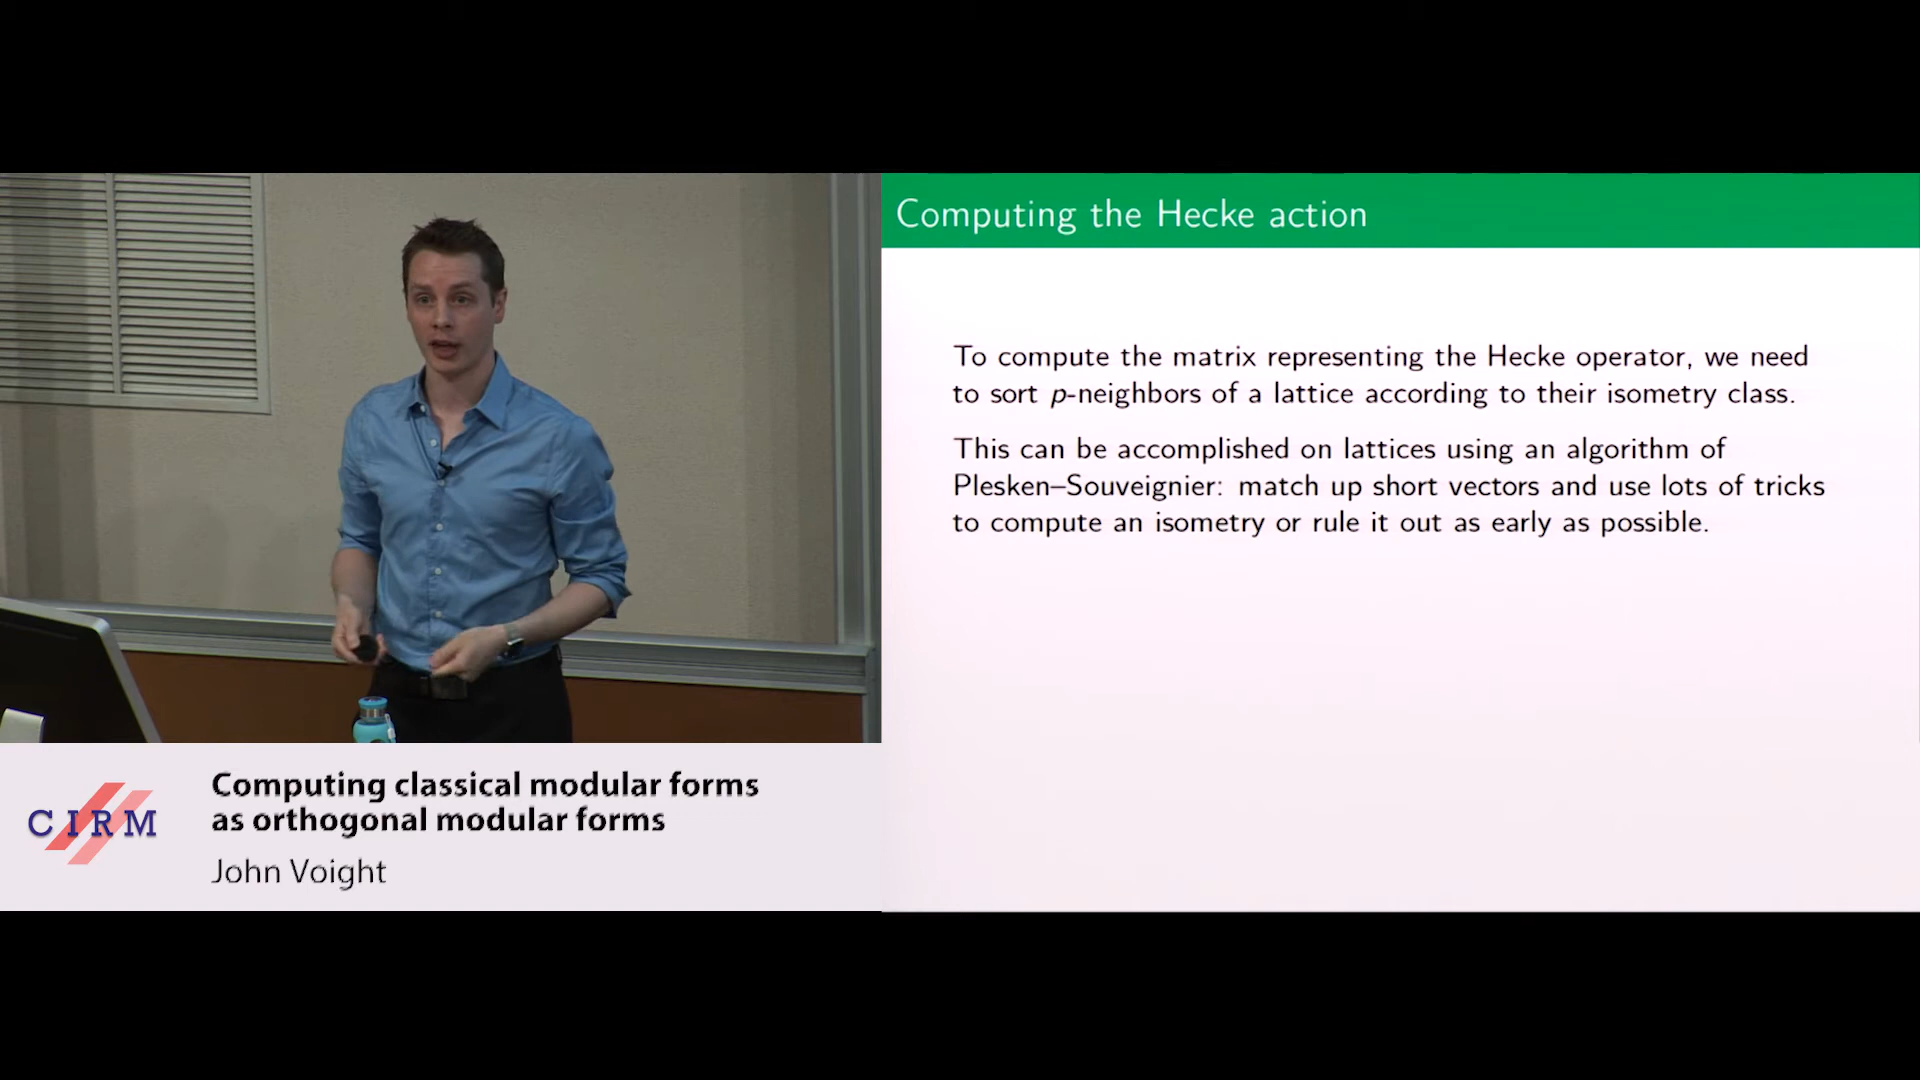 Computing the Hecke action
To compute the matrix representing the Hecke operator, we need
to sort p-neighbors of a lattice according to their isometry class.
This can be accomplished on lattices using an algorithm of
Plesken–Souveignier: match up short vectors and use lots of tricks
to compute an isometry or rule it out as early as possible.
CIRM
Computing classical modular forms
as orthogonal modular forms
John Voight